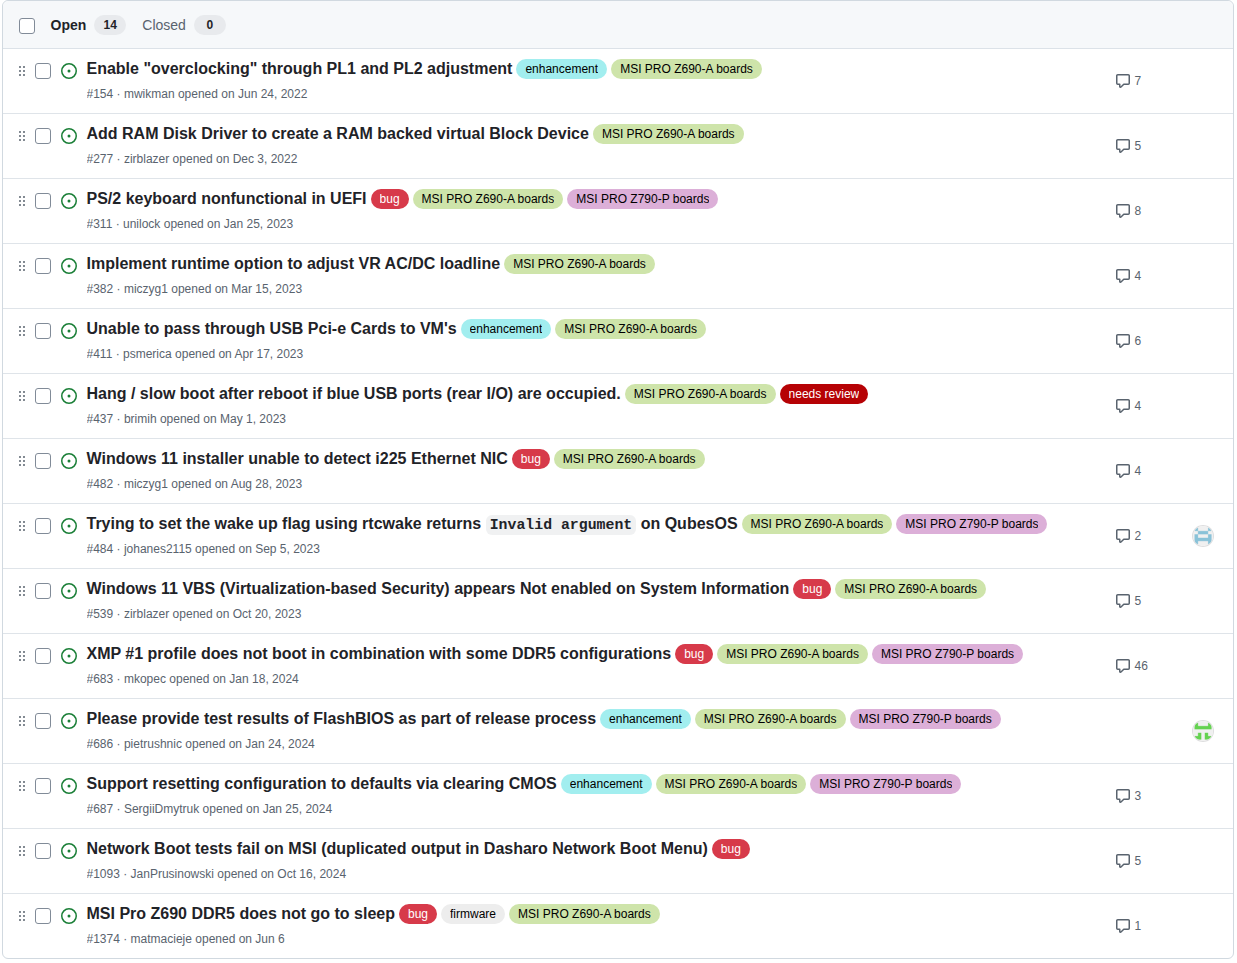 Open 14 Closed 0
Enable "overclocking" through PL1 and PL2 adjustment enhancement MSI PRO Z690-A boards
7
#154 · mwikman opened on Jun 24, 2022
Add RAM Disk Driver to create a RAM backed virtual Block Device MSI PRO Z690-A boards
5
#277 · zirblazer opened on Dec 3, 2022
PS/2 keyboard nonfunctional in UEFI bug MSI PRO Z690-A boards MSI PRO Z790-P boards
8
#311 · unilock opened on Jan 25, 2023
Implement runtime option to adjust VR AC/DC loadline MSI PRO Z690-A boards
4
#382 · miczyg1 opened on Mar 15, 2023
Unable to pass through USB Pci-e Cards to VM's enhancement MSI PRO Z690-A boards
6
#411 · psmerica opened on Apr 17, 2023
Hang / slow boot after reboot if blue USB ports (rear I/O) are occupied. MSI PRO Z690-A boards needs review
4
#437 · brimih opened on May 1, 2023
Windows 11 installer unable to detect i225 Ethernet NIC bug MSI PRO Z690-A boards
4
#482 · miczyg1 opened on Aug 28, 2023
Trying to set the wake up flag using rtcwake returns Invalid argument on QubesOS MSI PRO Z690-A boards MSI PRO Z790-P boards
2
#484 · johanes2115 opened on Sep 5, 2023
Windows 11 VBS (Virtualization-based Security) appears Not enabled on System Information bug MSI PRO Z690-A boards
5
#539 · zirblazer opened on Oct 20, 2023
XMP #1 profile does not boot in combination with some DDR5 configurations bug MSI PRO Z690-A boards MSI PRO Z790-P boards
46
#683 · mkopec opened on Jan 18, 2024
Please provide test results of FlashBIOS as part of release process enhancement MSI PRO Z690-A boards MSI PRO Z790-P boards
#686 · pietrushnic opened on Jan 24, 2024
Support resetting configuration to defaults via clearing CMOS enhancement MSI PRO Z690-A boards MSI PRO Z790-P boards
3
#687 · SergiiDmytruk opened on Jan 25, 2024
Network Boot tests fail on MSI (duplicated output in Dasharo Network Boot Menu) bug
5
#1093 · JanPrusinowski opened on Oct 16, 2024
MSI Pro Z690 DDR5 does not go to sleep bug firmware MSI PRO Z690-A boards
1
#1374 · matmacieje opened on Jun 6